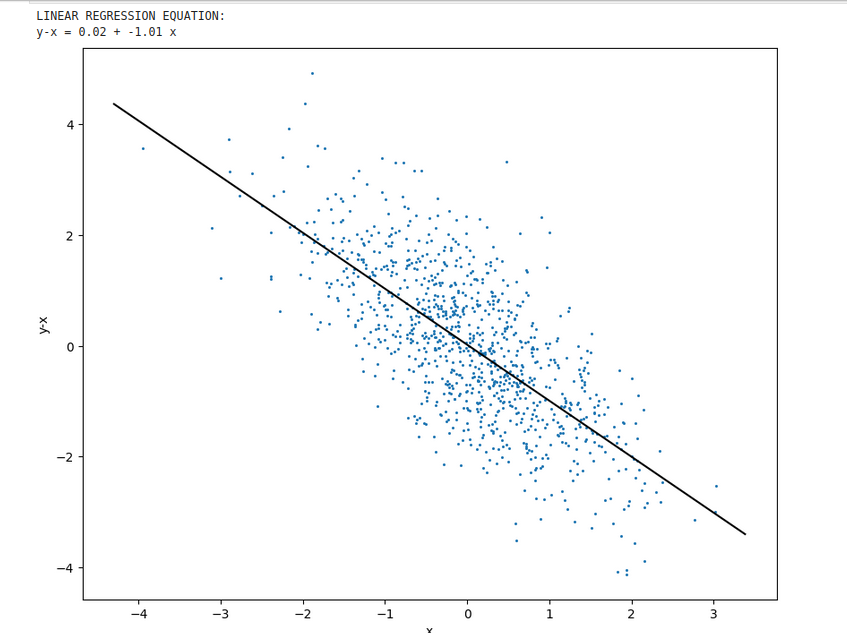 LINEAR REGRESSION EQUATION:
y-x = 0.02 + -1.01 x
4
2
0
−2
−4
y-x
−4 −3 −2 −1 0 1 2 3
x